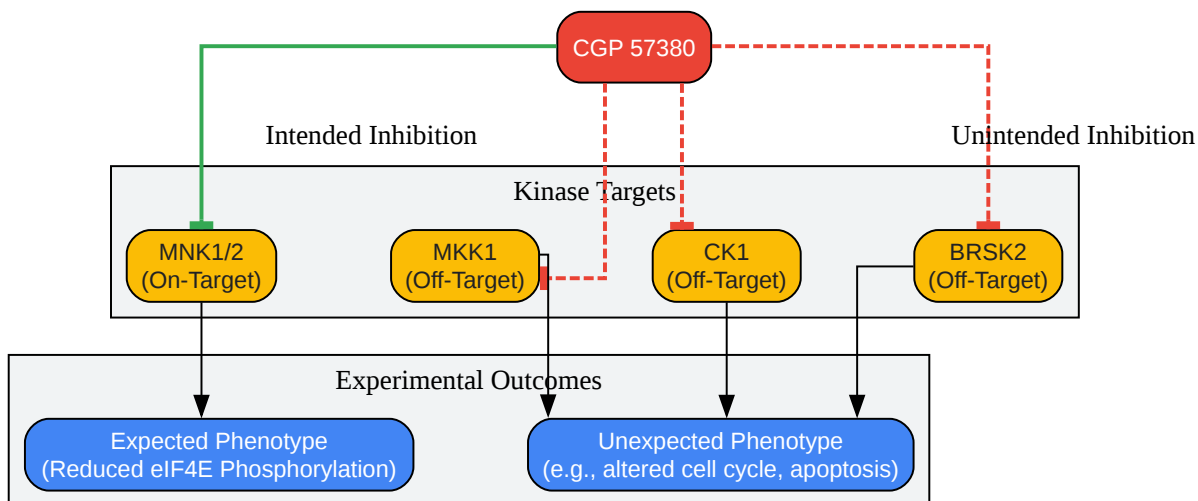 CGP 57380
Intended Inhibition
Unintended Inhibition
Kinase Targets
MNK1/2
(On-Target)
MKK1
(Off-Target)
CK1
(Off-Target)
BRSK2
(Off-Target)
Experimental Outcomes
Expected Phenotype
(Reduced eIF4E Phosphorylation)
Unexpected Phenotype
(e.g., altered cell cycle, apoptosis)